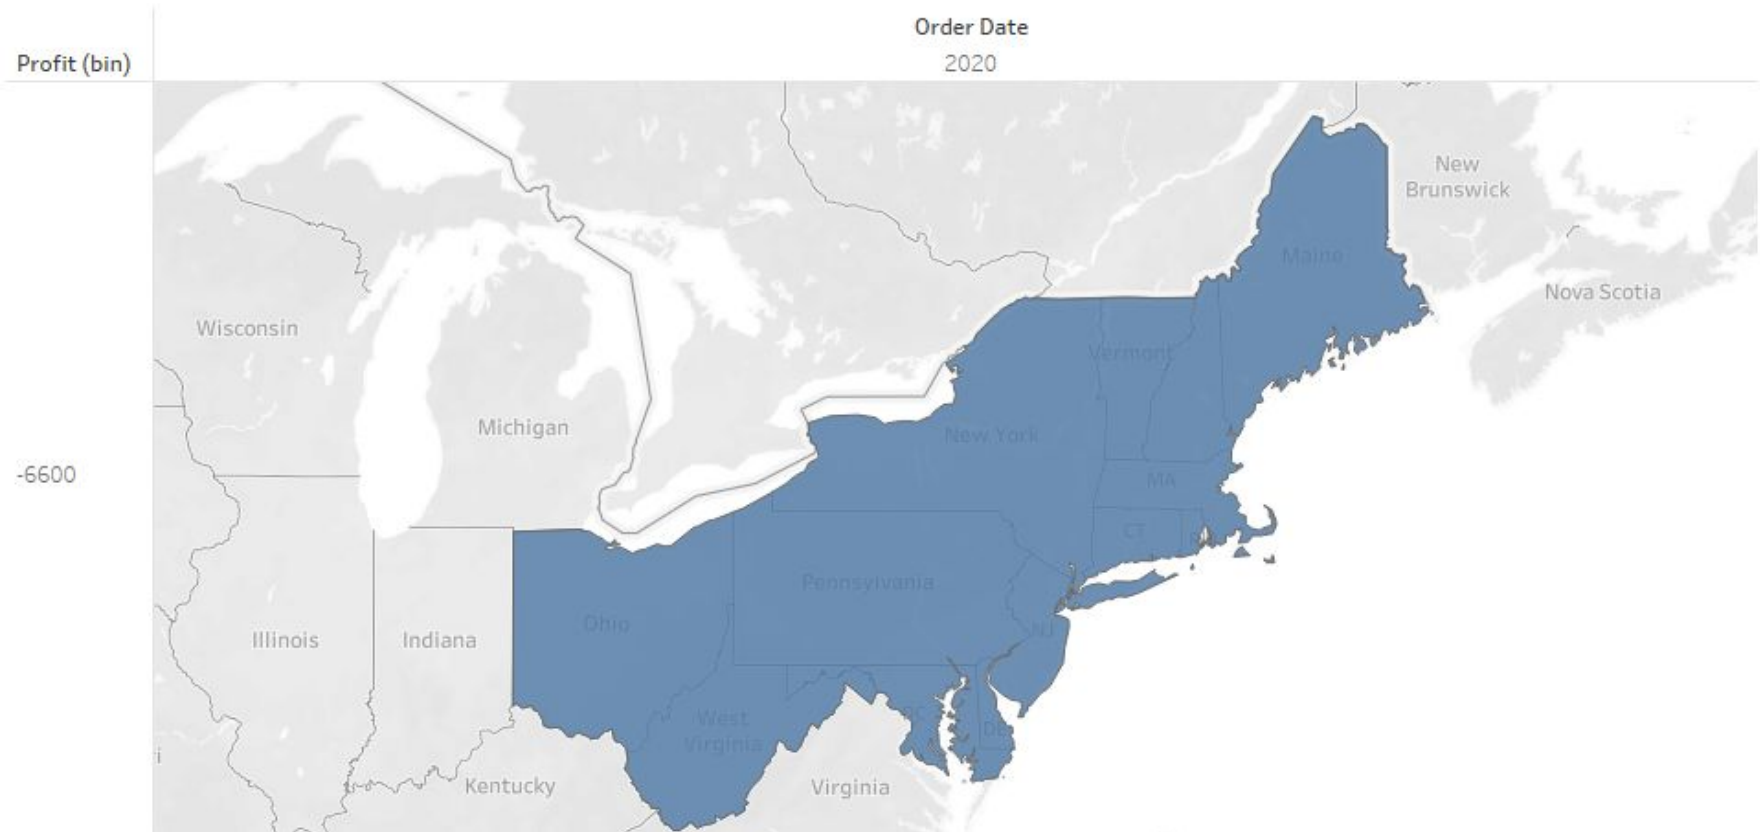 Order Date
Profit (bin)
2020
New
Brunswick
Maine
Nova Scotia
Wisconsin
Vermont
Michigan
New York
-6600
MA
CT
Pennsylvania
Ohio
NJ
Illinois
Indiana
West
Virginia
DC
DE
Kentucky
Virginia